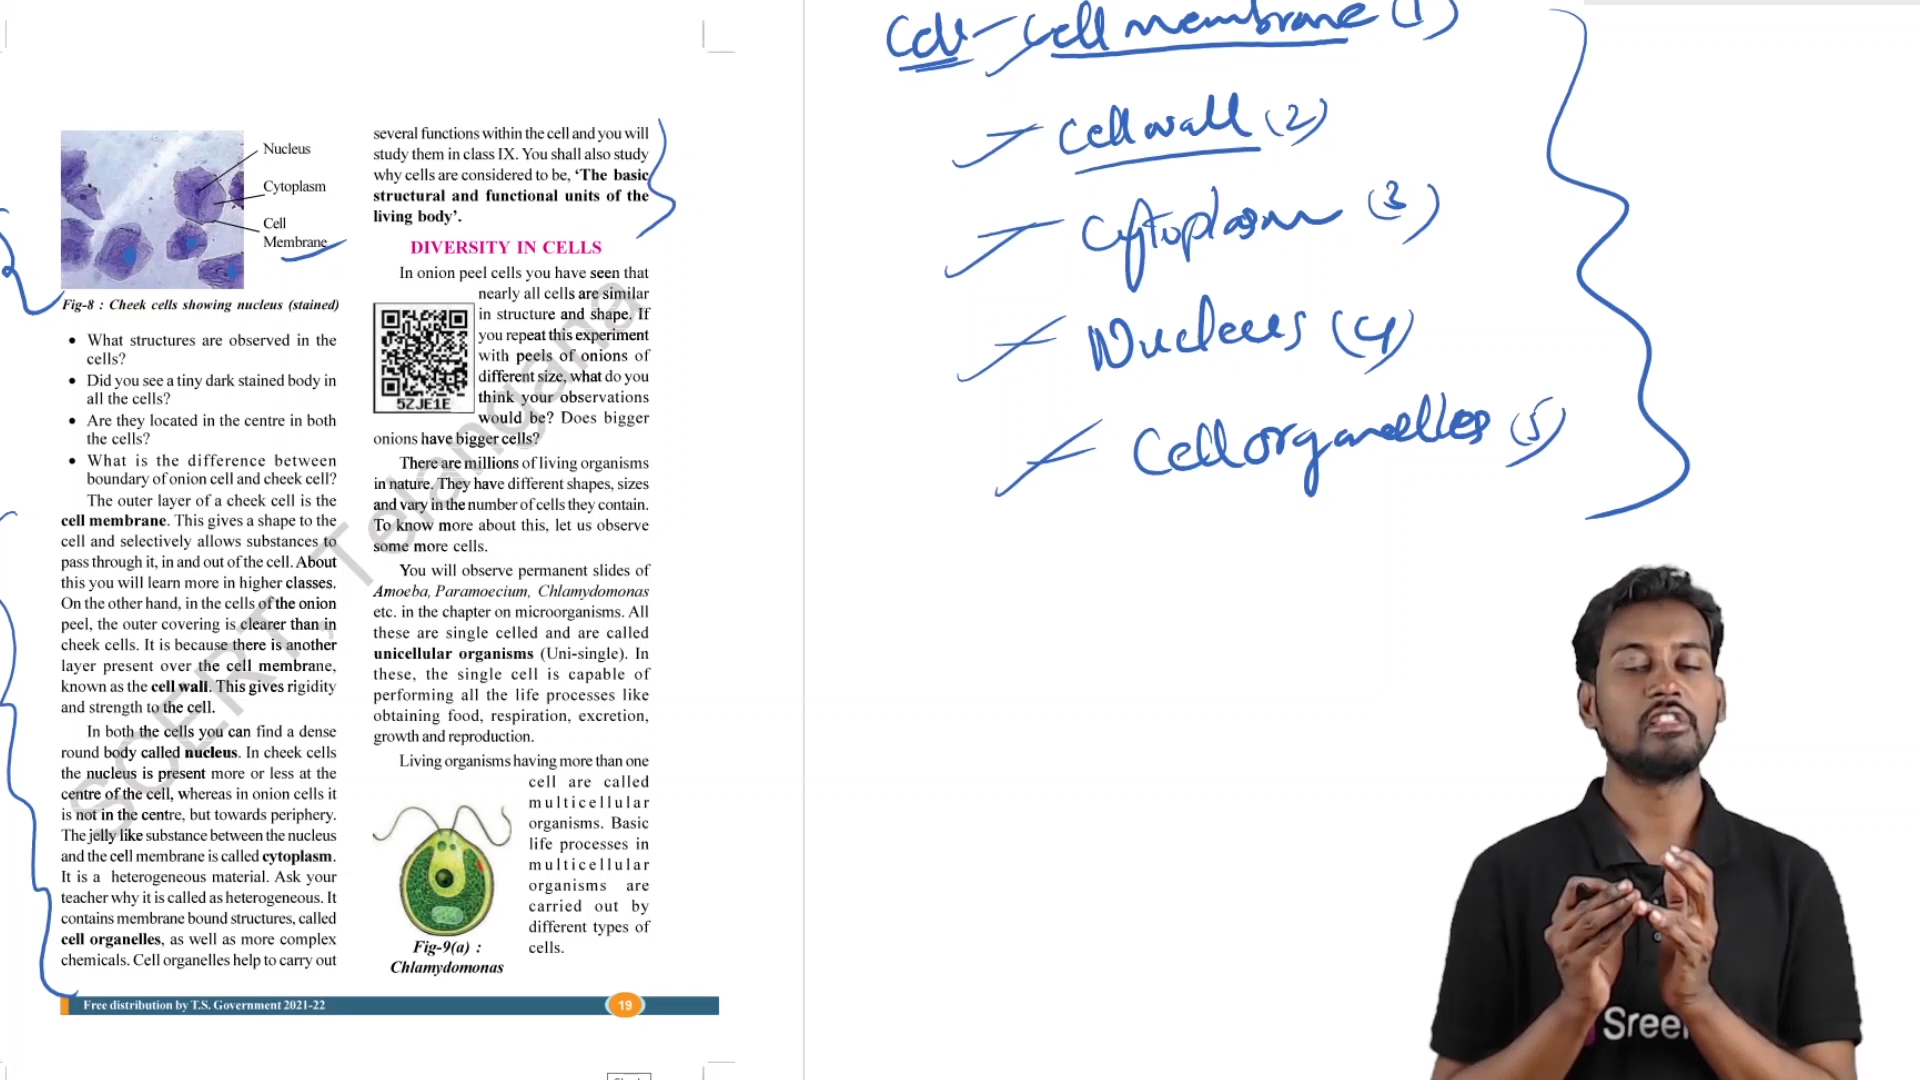 Nucleus
Cytoplasm
Cell
Membrane
Fig-8 : Cheek cells showing nucleus (stained)
• What structures are observed in the
cells?
• Did you see a tiny dark stained body in
all the cells?
• Are they located in the centre in both
the cells?
• What is the difference between
boundary of onion cell and cheek cell?
The outer layer of a cheek cell is the
cell membrane. This gives a shape to the
cell and selectively allows substances to
pass through it, in and out of the cell. About
this you will learn more in higher classes.
On the other hand, in the cells of the onion
peel, the outer covering is clearer than in
cheek cells. It is because there is another
layer present over the cell membrane,
known as the cell wall. This gives rigidity
and strength to the cell.
In both the cells you can find a dense
round body called nucleus. In cheek cells
the nucleus is present more or less at the
centre of the cell, whereas in onion cells it
is not in the centre, but towards periphery.
The jelly like substance between the nucleus
and the cell membrane is called cytoplasm.
It is a heterogeneous material. Ask your
teacher why it is called as heterogeneous. It
contains membrane bound structures, called
cell organelles, as well as more complex
chemicals. Cell organelles help to carry out
several functions within the cell and you will
study them in class IX. You shall also study
why cells are considered to be, ‘The basic
structural and functional units of the
living body’.
DIVERSITY IN CELLS
In onion peel cells you have seen that
nearly all cells are similar
in structure and shape. If
you repeat this experiment
with peels of onions of
different size, what do you
think your observations
would be? Does bigger
onions have bigger cells?
5ZJE1E
There are millions of living organisms
in nature. They have different shapes, sizes
and vary in the number of cells they contain.
To know more about this, let us observe
some more cells.
You will observe permanent slides of
Amoeba, Paramoecium, Chlamydomonas
etc. in the chapter on microorganisms. All
these are single celled and are called
unicellular organisms (Uni-single). In
these, the single cell is capable of
performing all the life processes like
obtaining food, respiration, excretion,
growth and reproduction.
Living organisms having more than one
cell are called
multicellular
organisms. Basic
life processes in
multicellular
organisms are
carried out by
different types of
cells.
Fig-9(a) :
Chlamydomonas
SCERT, Telangana
Free distribution by T.S. Government 2021-22
19
Cell - Cell membrane (1)
Cell wall (2)
Cytoplasm (3)
Nucleus (4)
Cell organelles (5)
Sree